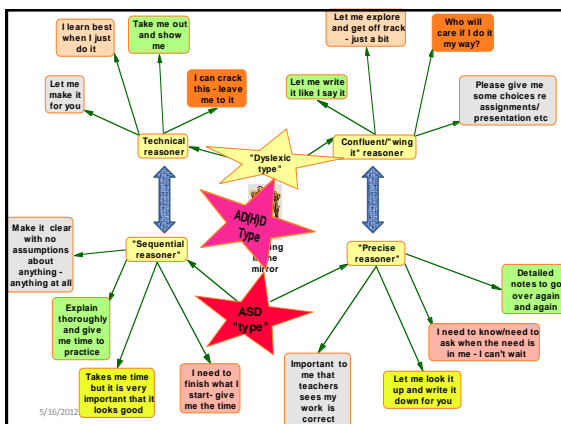 I learn best
when I just
do it
Take me out
and show
me
Let me explore
and get off track
- just a bit
Who will
care if I do it
my way?
Let me
make it
for you
I can crack
this - leave
me to it
Let me write
it like I say it
Please give me
some choices re
assignments/
presentation etc
Technical
reasoner
"Dyslexic
type"
Confluent/"wing
it" reasoner
AD(H)D
Type
mirror
Make it clear
with no
assumptions
about
anything -
anything at all
"Sequential
reasoner"
"Precise
reasoner"
ASD
"type"
Explain
thoroughly
and give
me time to
practice
Detailed
notes to go
over again
and again
Takes time
but it is very
important that it
looks good
I need to
finish what I
start- give
me the time
Important to
me that
teachers
sees my
work is
correct
Let me look it
up and write it
down for you
I need to know/need to
ask when the need is
in me - I can't wait
5/16/2012